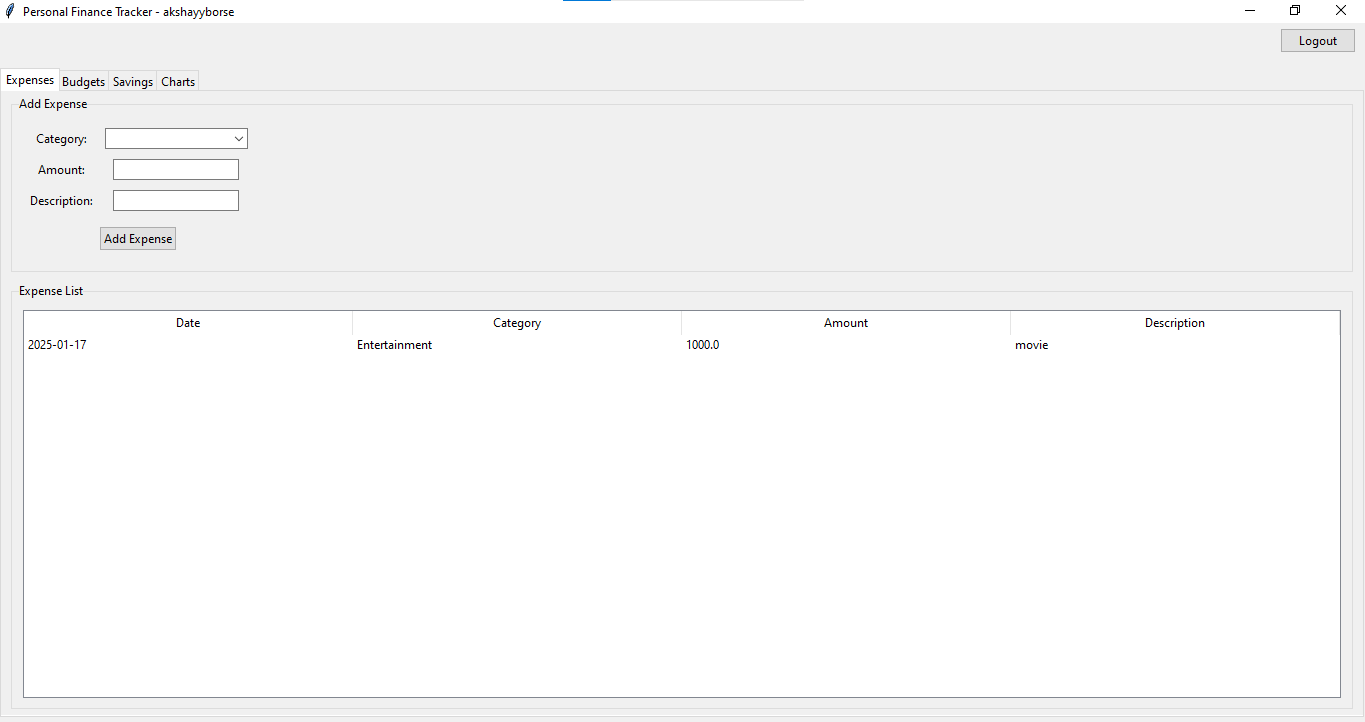 Personal Finance Tracker - akshayyborse
Logout
Expenses Budgets Savings Charts
Add Expense
Category:
Amount:
Description:
Add Expense
Expense List
Date Category Amount Description
2025-01-17 Entertainment 1000.0 movie